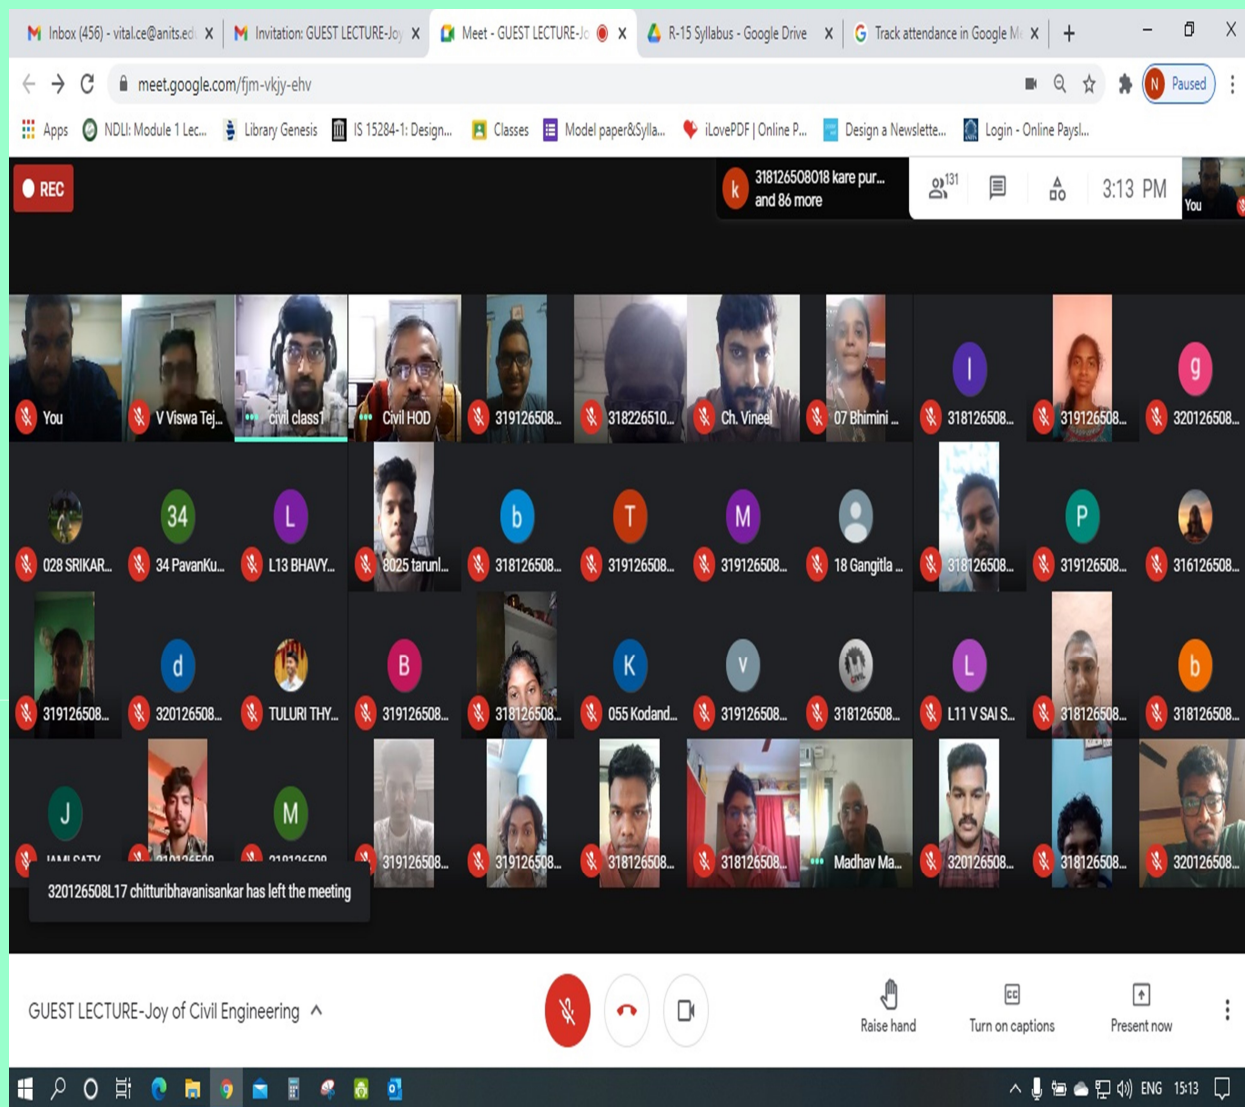 Inbox (456) - vital.ce@anits.ed
Invitation: GUEST LECTURE-Joy
Meet - GUEST LECTURE-Jo
R-15 Syllabus - Google Drive
Track attendance in Google M
meet.google.com/fjm-vkjy-ehv
N Paused
Apps
NDLI: Module 1 Lec...
Library Genesis
IS 15284-1: Design...
Classes
Model paper&Sylla...
iLovePDF | Online P...
Design a Newslette...
Login - Online Paysl...
REC
k
318126508018 kare pur...
and 86 more
131
3:13 PM
You
You
V Viswa Tej...
civil class1
Civil HOD
319126508...
318226510...
Ch. Vineel
07 Bhimini ...
l
318126508...
319126508...
g
320126508...
028 SRIKAR...
34
34 PavanKu...
L
L13 BHAVY...
8025 tarunl...
b
318126508...
T
319126508...
M
319126508...
18 Gangitla ...
318126508...
P
319126508...
316126508...
319126508...
d
320126508...
TULURI THY...
B
319126508...
318126508...
K
055 Kodand...
v
319126508...
CIVIL
318126508...
L
L11 V SAI S...
318126508...
b
318126508...
J
JAMI SATY
319126508
M
318126508
319126508...
319126508...
318126508...
318126508...
Madhav Ma...
320126508...
318126508...
320126508...
320126508L17 chitturibhavanisankar has left the meeting
GUEST LECTURE-Joy of Civil Engineering
Raise hand
Turn on captions
Present now
ENG
15:13